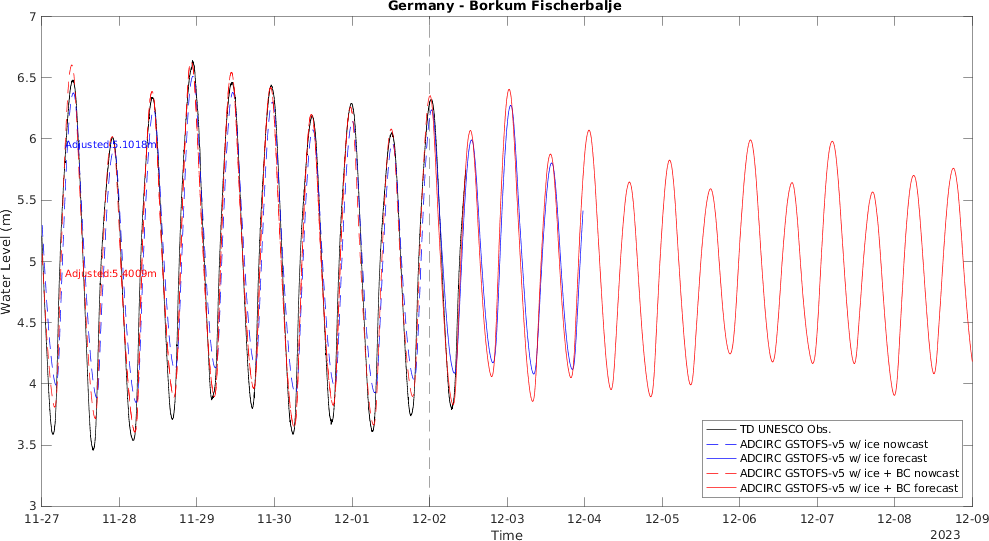 Germany - Borkum Fischerbalje
Water Level (m)
7
6.5
6
5.5
5
4.5
4
3.5
3
Adjusted:5.1018m
Adjusted:5.4009m
TD UNESCO Obs.
ADCIRC GSTOFS-v5 w/ ice nowcast
ADCIRC GSTOFS-v5 w/ ice forecast
ADCIRC GSTOFS-v5 w/ ice + BC nowcast
ADCIRC GSTOFS-v5 w/ ice + BC forecast
11-27 11-28 11-29 11-30 12-01 12-02 12-03 12-04 12-05 12-06 12-07 12-08 12-09
Time
2023